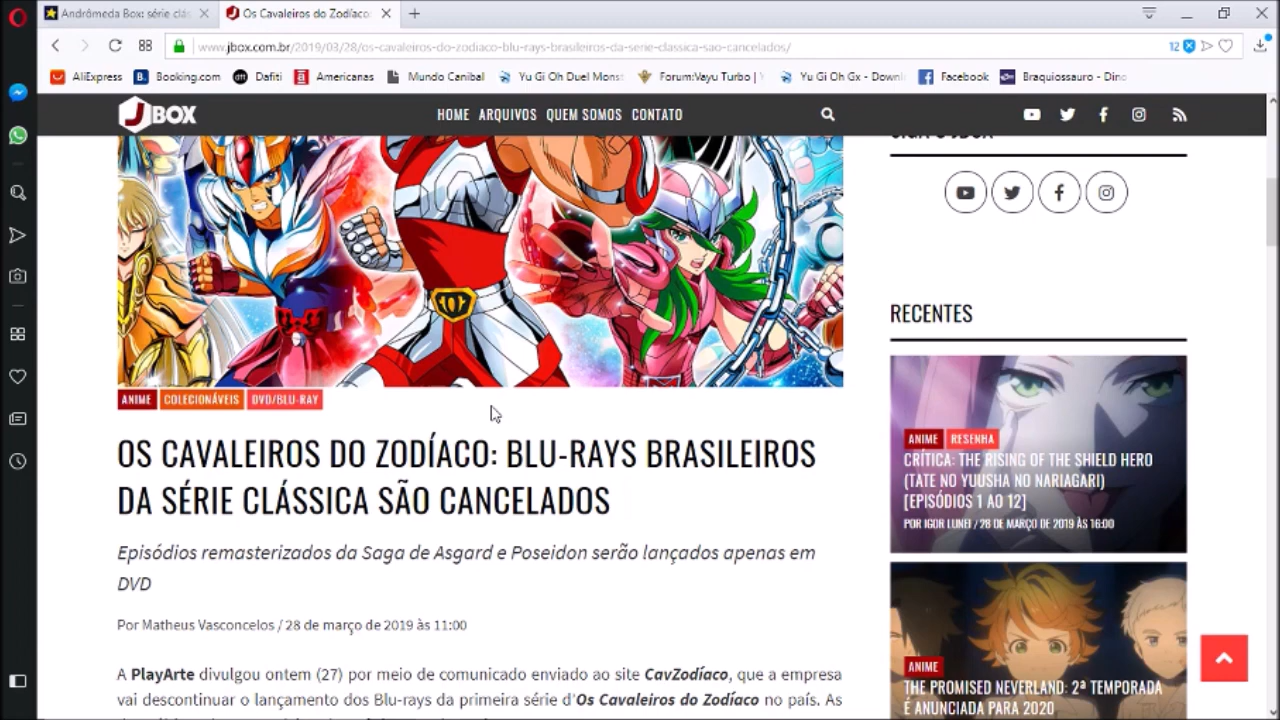 Andrômeda Box: série clás
Os Cavaleiros do Zodíaco:
www.jbox.com.br/2019/03/28/os-cavaleiros-do-zodiaco-blu-rays-brasileiros-da-serie-classica-sao-cancelados/
12
AliExpress
Booking.com
Dafiti
Americanas
Mundo Canibal
Yu Gi Oh Duel Monst
Forum:Vayu Turbo |
Yu Gi Oh Gx - Downl
Facebook
Braquiossauro - Dino
JBOX
HOME ARQUIVOS QUEM SOMOS CONTATO
SIGA O JBOX
ANIME COLECIONÁVEIS DVD/BLU-RAY
OS CAVALEIROS DO ZODÍACO: BLU-RAYS BRASILEIROS
DA SÉRIE CLÁSSICA SÃO CANCELADOS
Episódios remasterizados da Saga de Asgard e Poseidon serão lançados apenas em
DVD
Por Matheus Vasconcelos / 28 de março de 2019 às 11:00
A PlayArte divulgou ontem (27) por meio de comunicado enviado ao site CavZodíaco, que a empresa
vai descontinuar o lançamento dos Blu-rays da primeira série d'Os Cavaleiros do Zodíaco no país. As
RECENTES
ANIME RESENHA
CRÍTICA: THE RISING OF THE SHIELD HERO
(TATE NO YUUSHA NO NARIAGARI)
[EPISÓDIOS 1 AO 12]
POR IGOR LUNEI / 28 DE MARÇO DE 2019 ÀS 16:00
ANIME
THE PROMISED NEVERLAND: 2ª TEMPORADA
É ANUNCIADA PARA 2020